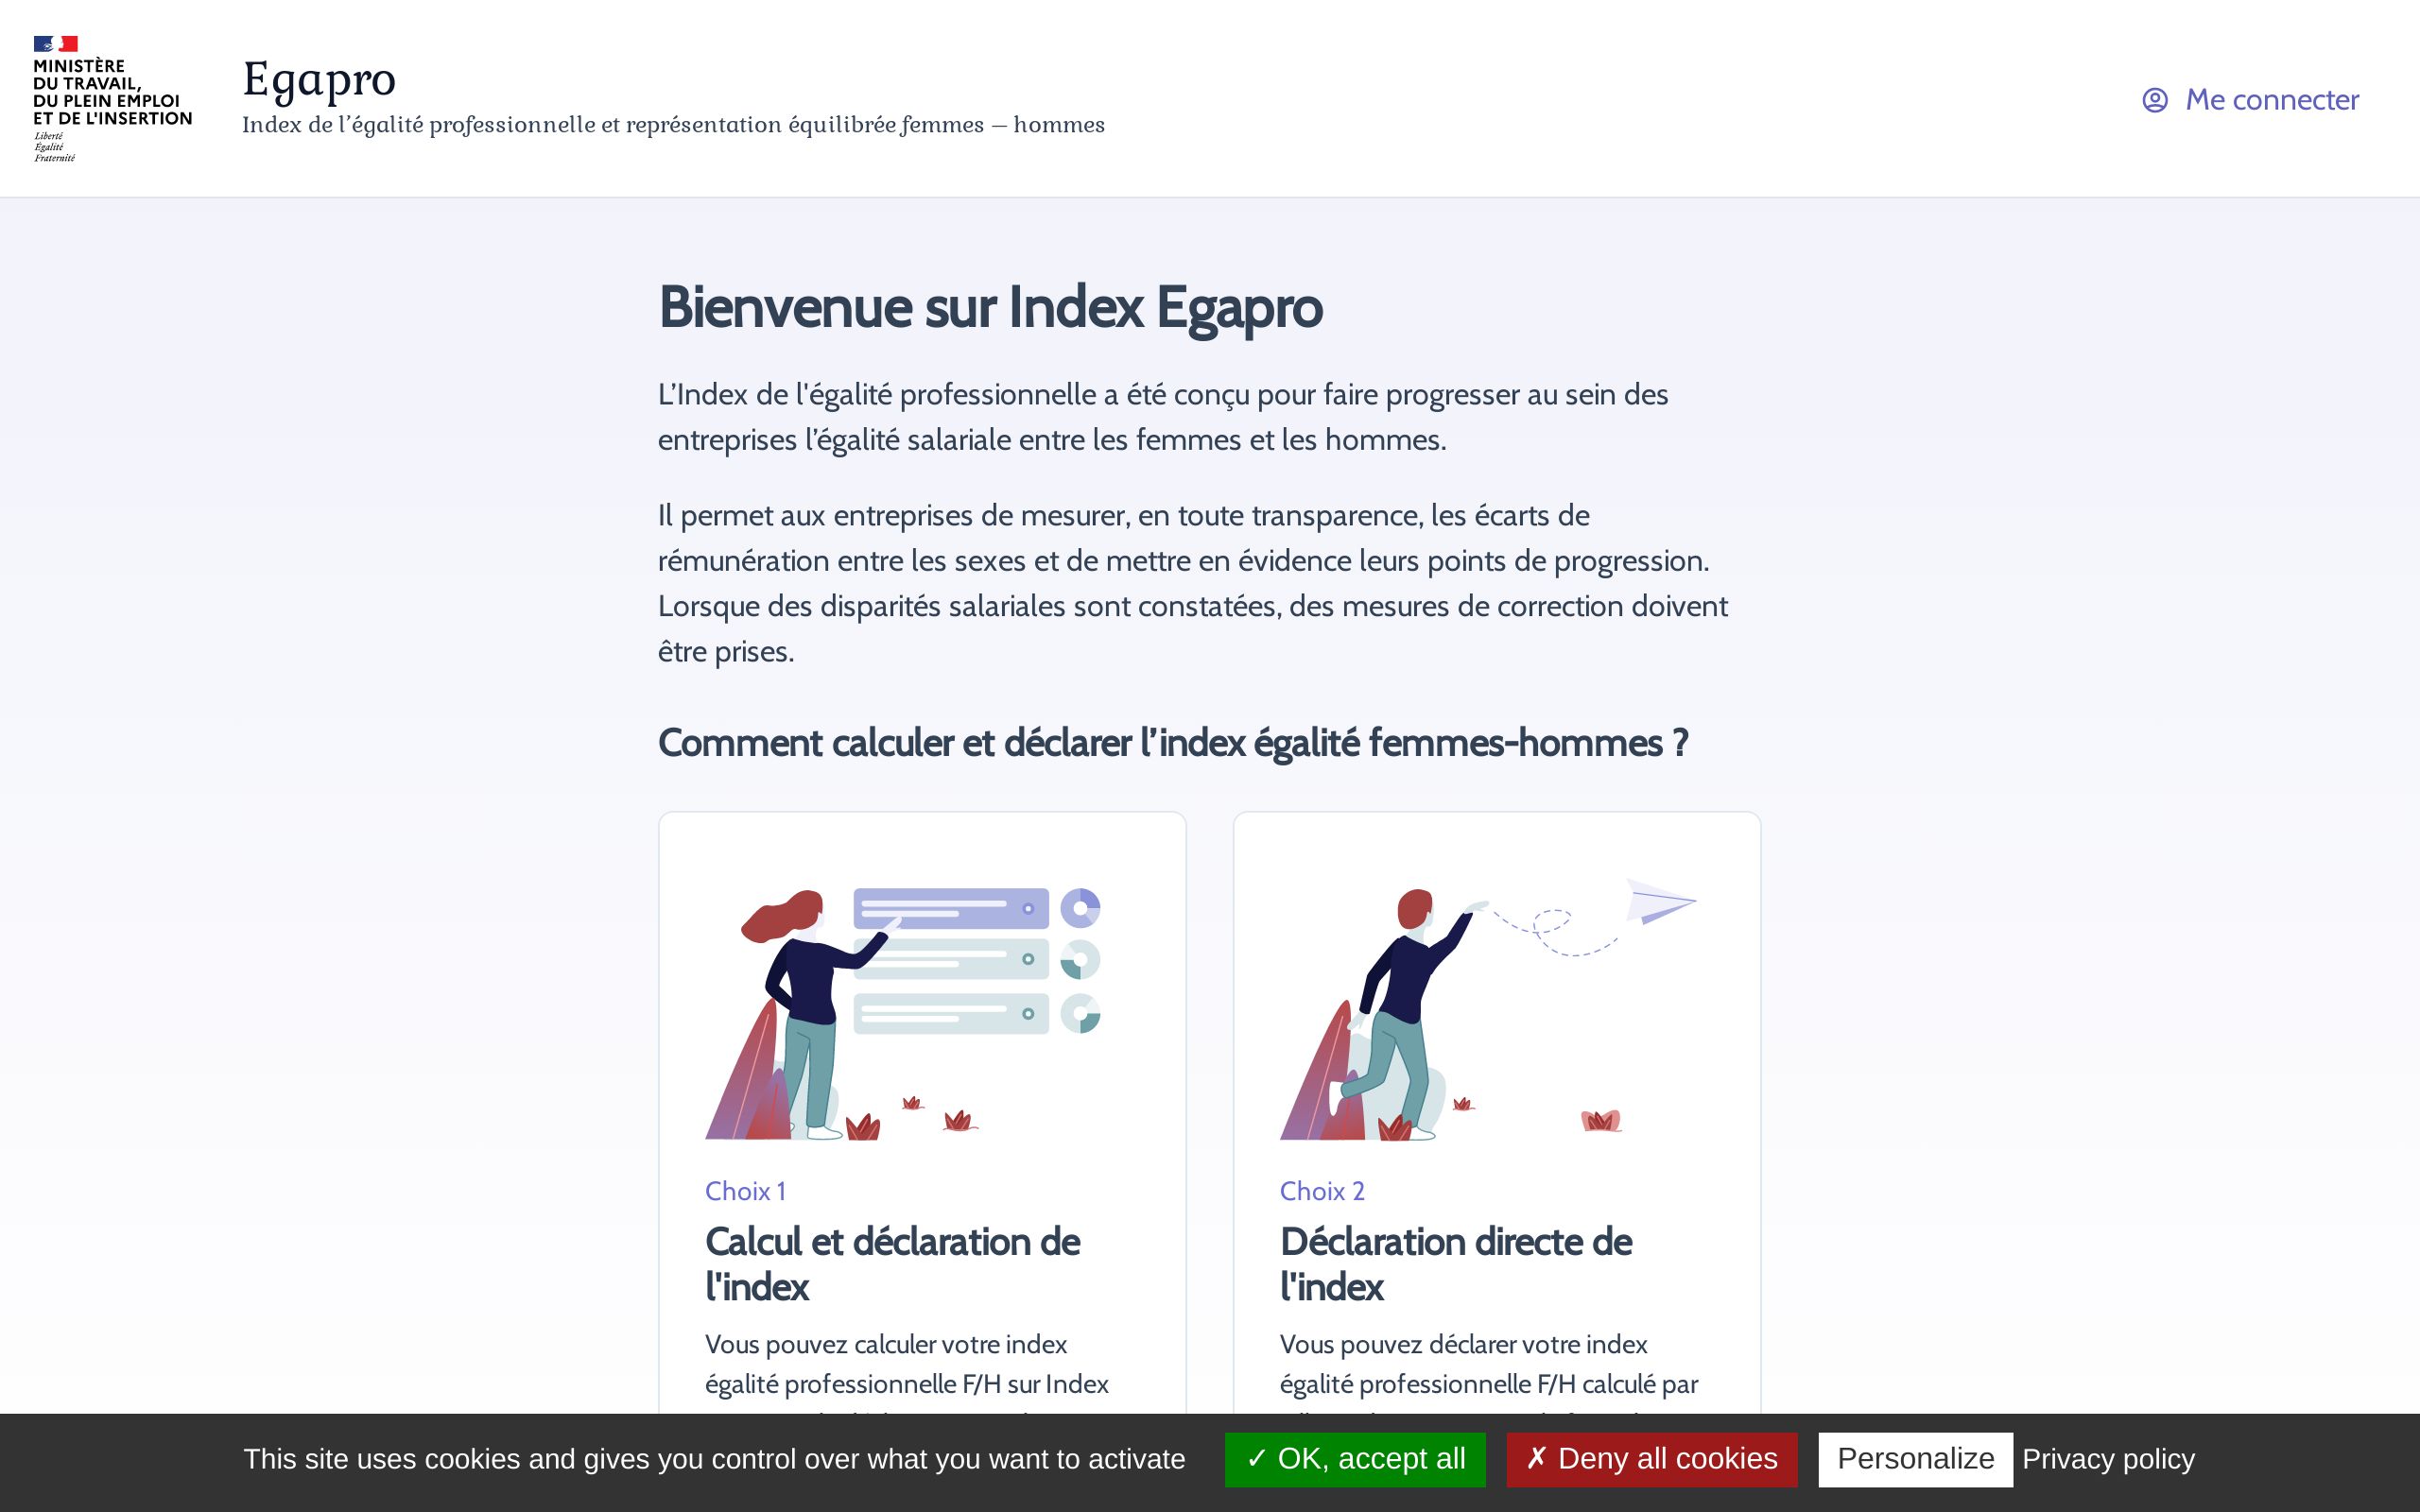 MINISTÈRE
DU TRAVAIL,
DU PLEIN EMPLOI
ET DE L'INSERTION
Liberté
Égalité
Fraternité
Egapro
Index de l’égalité professionnelle et représentation équilibrée femmes – hommes
Me connecter
Bienvenue sur Index Egapro
L’Index de l'égalité professionnelle a été conçu pour faire progresser au sein des
entreprises l’égalité salariale entre les femmes et les hommes.
Il permet aux entreprises de mesurer, en toute transparence, les écarts de
rémunération entre les sexes et de mettre en évidence leurs points de progression.
Lorsque des disparités salariales sont constatées, des mesures de correction doivent
être prises.
Comment calculer et déclarer l’index égalité femmes-hommes ?
Choix 1
Calcul et déclaration de
l'index
Vous pouvez calculer votre index
égalité professionnelle F/H sur Index
Choix 2
Déclaration directe de
l'index
Vous pouvez déclarer votre index
égalité professionnelle F/H calculé par
This site uses cookies and gives you control over what you want to activate
✓ OK, accept all
✗ Deny all cookies
Personalize
Privacy policy